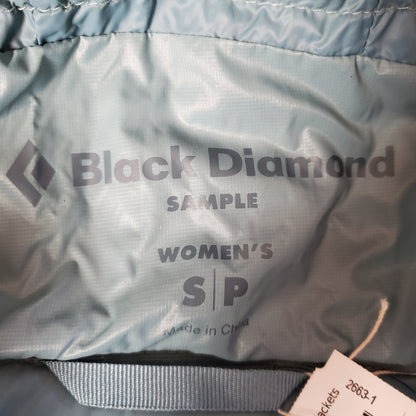 Black Diamond
SAMPLE
WOMEN'S
S|P
Made in China
2663-1